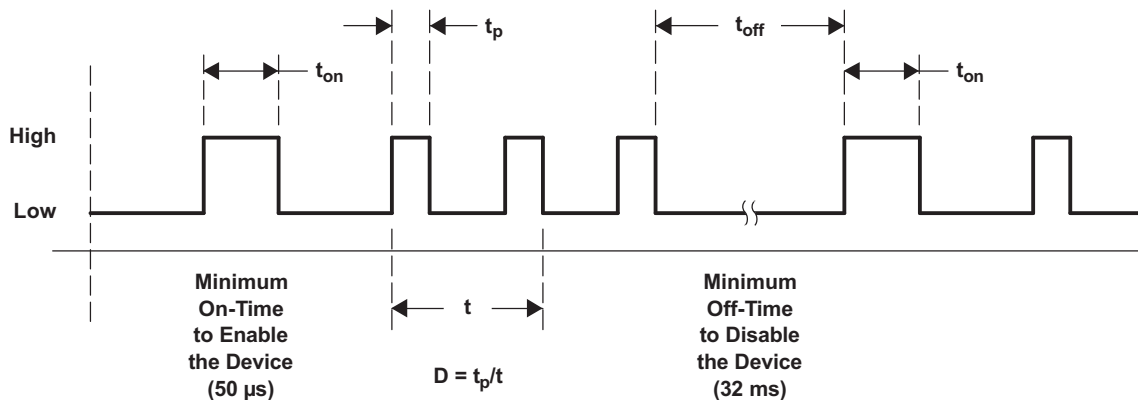 tp
toff
ton
ton
High
Low
Minimum
On-Time
to Enable
the Device
(50 µs)
t
D = tp/t
Minimum
Off-Time
to Disable
the Device
(32 ms)